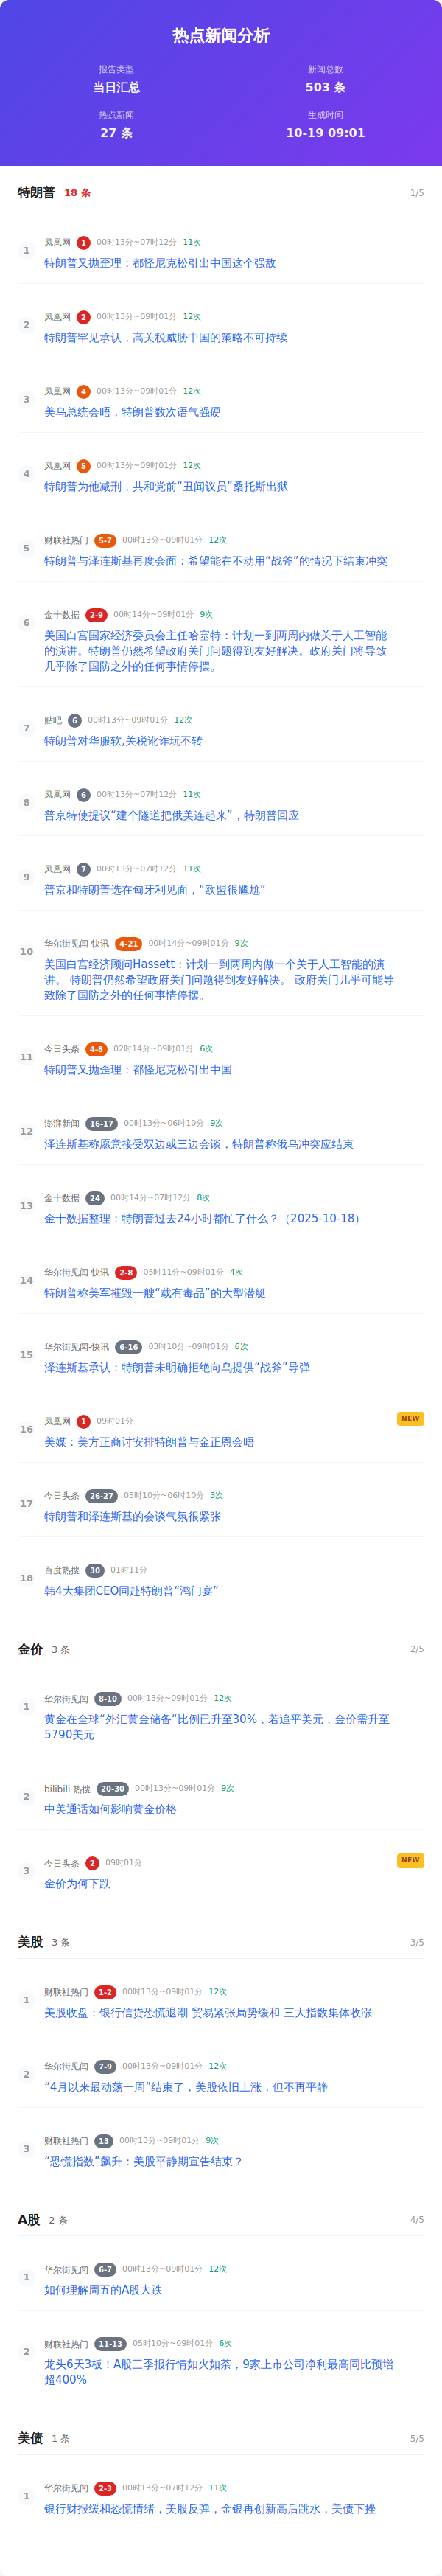 热点新闻分析
报告类型 新闻总数
当日汇总 503 条
热点新闻 生成时间
27 条 10-19 09:01
特朗普 18 条 1/5
1 凤凰网 1 00时13分~07时12分 11次
特朗普又抛歪理：都怪尼克松引出中国这个强敌
2 凤凰网 2 00时13分~09时01分 12次
特朗普罕见承认，高关税威胁中国的策略不可持续
3 凤凰网 4 00时13分~09时01分 12次
美乌总统会晤，特朗普数次语气强硬
4 凤凰网 5 00时13分~09时01分 12次
特朗普为他减刑，共和党前“丑闻议员”桑托斯出狱
5 财联社热门 5-7 00时13分~09时01分 12次
特朗普与泽连斯基再度会面：希望能在不动用“战斧”的情况下结束冲突
6 金十数据 2-9 00时14分~09时01分 9次
美国白宫国家经济委员会主任哈塞特：计划一到两周内做关于人工智能
的演讲。特朗普仍然希望政府关门问题得到友好解决。政府关门将导致
几乎除了国防之外的任何事情停摆。
7 贴吧 6 00时13分~09时01分 12次
特朗普对华服软,关税讹诈玩不转
8 凤凰网 6 00时13分~07时12分 11次
普京特使提议“建个隧道把俄美连起来”，特朗普回应
9 凤凰网 7 00时13分~07时12分 11次
普京和特朗普选在匈牙利见面，“欧盟很尴尬”
10 华尔街见闻-快讯 4-21 00时14分~09时01分 9次
美国白宫经济顾问Hassett：计划一到两周内做一个关于人工智能的演
讲。 特朗普仍然希望政府关门问题得到友好解决。 政府关门几乎可能导
致除了国防之外的任何事情停摆。
11 今日头条 4-8 02时14分~09时01分 6次
特朗普又抛歪理：都怪尼克松引出中国
12 澎湃新闻 16-17 00时13分~06时10分 9次
泽连斯基称愿意接受双边或三边会谈，特朗普称俄乌冲突应结束
13 金十数据 24 00时14分~07时12分 8次
金十数据整理：特朗普过去24小时都忙了什么？（2025-10-18）
14 华尔街见闻-快讯 2-8 05时11分~09时01分 4次
特朗普称美军摧毁一艘“载有毒品”的大型潜艇
15 华尔街见闻-快讯 6-16 03时10分~09时01分 6次
泽连斯基承认：特朗普未明确拒绝向乌提供“战斧”导弹
16 凤凰网 1 09时01分 NEW
美媒：美方正商讨安排特朗普与金正恩会晤
17 今日头条 26-27 05时10分~06时10分 3次
特朗普和泽连斯基的会谈气氛很紧张
18 百度热搜 30 01时11分
韩4大集团CEO同赴特朗普“鸿门宴”
金价 3 条 2/5
1 华尔街见闻 8-10 00时13分~09时01分 12次
黄金在全球“外汇黄金储备”比例已升至30%，若追平美元，金价需升至
5790美元
2 bilibili 热搜 20-30 00时13分~09时01分 9次
中美通话如何影响黄金价格
3 今日头条 2 09时01分 NEW
金价为何下跌
美股 3 条 3/5
1 财联社热门 1-2 00时13分~09时01分 12次
美股收盘：银行信贷恐慌退潮 贸易紧张局势缓和 三大指数集体收涨
2 华尔街见闻 7-9 00时13分~09时01分 12次
“4月以来最动荡一周”结束了，美股依旧上涨，但不再平静
3 财联社热门 13 00时13分~09时01分 9次
“恐慌指数”飙升：美股平静期宣告结束？
A股 2 条 4/5
1 华尔街见闻 6-7 00时13分~09时01分 12次
如何理解周五的A股大跌
2 财联社热门 11-13 05时10分~09时01分 6次
龙头6天3板！A股三季报行情如火如荼，9家上市公司净利最高同比预增
超400%
美债 1 条 5/5
1 华尔街见闻 2-3 00时13分~07时12分 11次
银行财报缓和恐慌情绪，美股反弹，金银再创新高后跳水，美债下挫